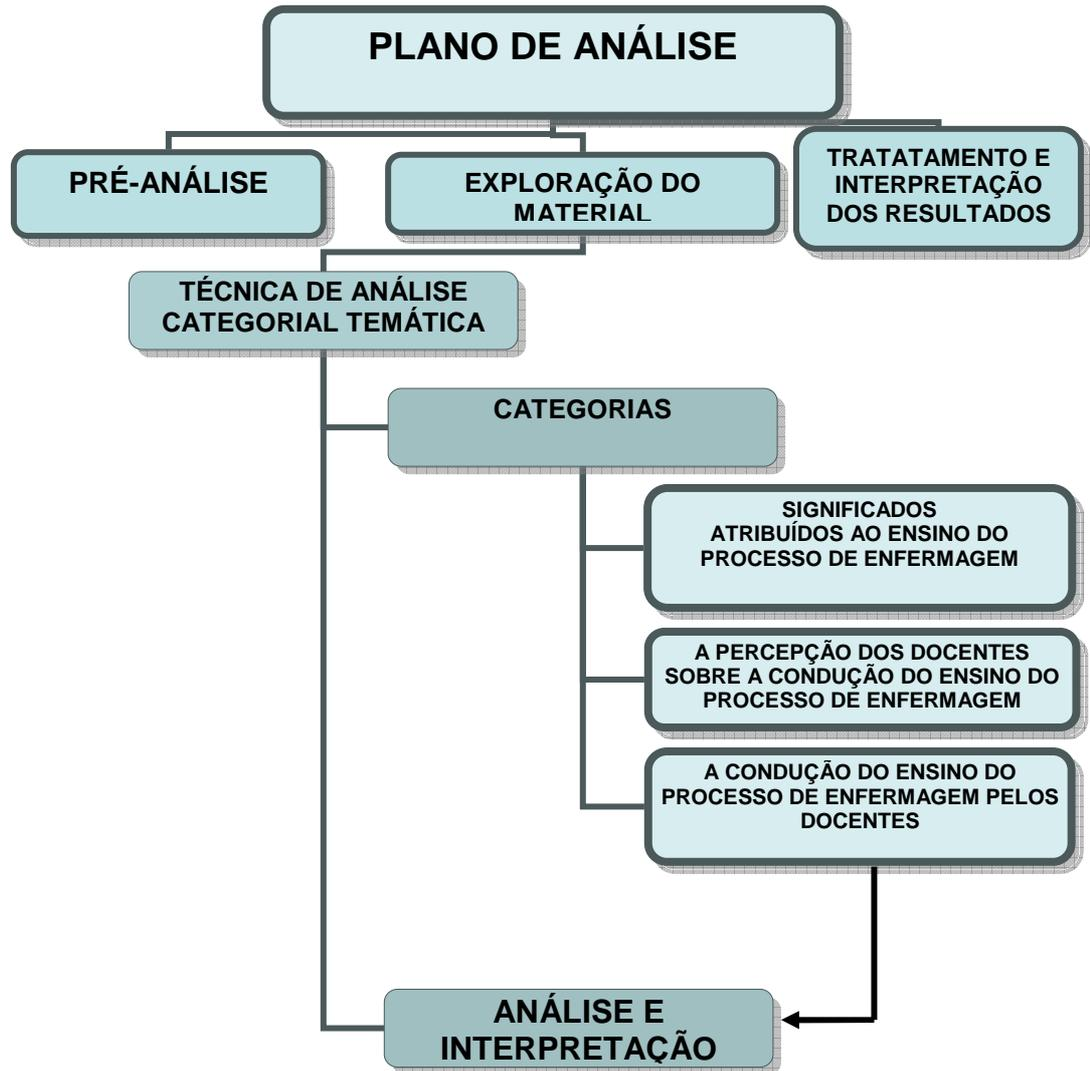 PLANO DE ANÁLISE
PRÉ-ANÁLISE
EXPLORAÇÃO DO
MATERIAL
TRATATAMENTO E
INTERPRETAÇÃO
DOS RESULTADOS
TÉCNICA DE ANÁLISE
CATEGORIAL TEMÁTICA
CATEGORIAS
SIGNIFICADOS
ATRIBUÍDOS AO ENSINO DO
PROCESSO DE ENFERMAGEM
A PERCEPÇÃO DOS DOCENTES
SOBRE A CONDUÇÃO DO ENSINO DO
PROCESSO DE ENFERMAGEM
A CONDUÇÃO DO ENSINO DO
PROCESSO DE ENFERMAGEM PELOS
DOCENTES
ANÁLISE E
INTERPRETAÇÃO